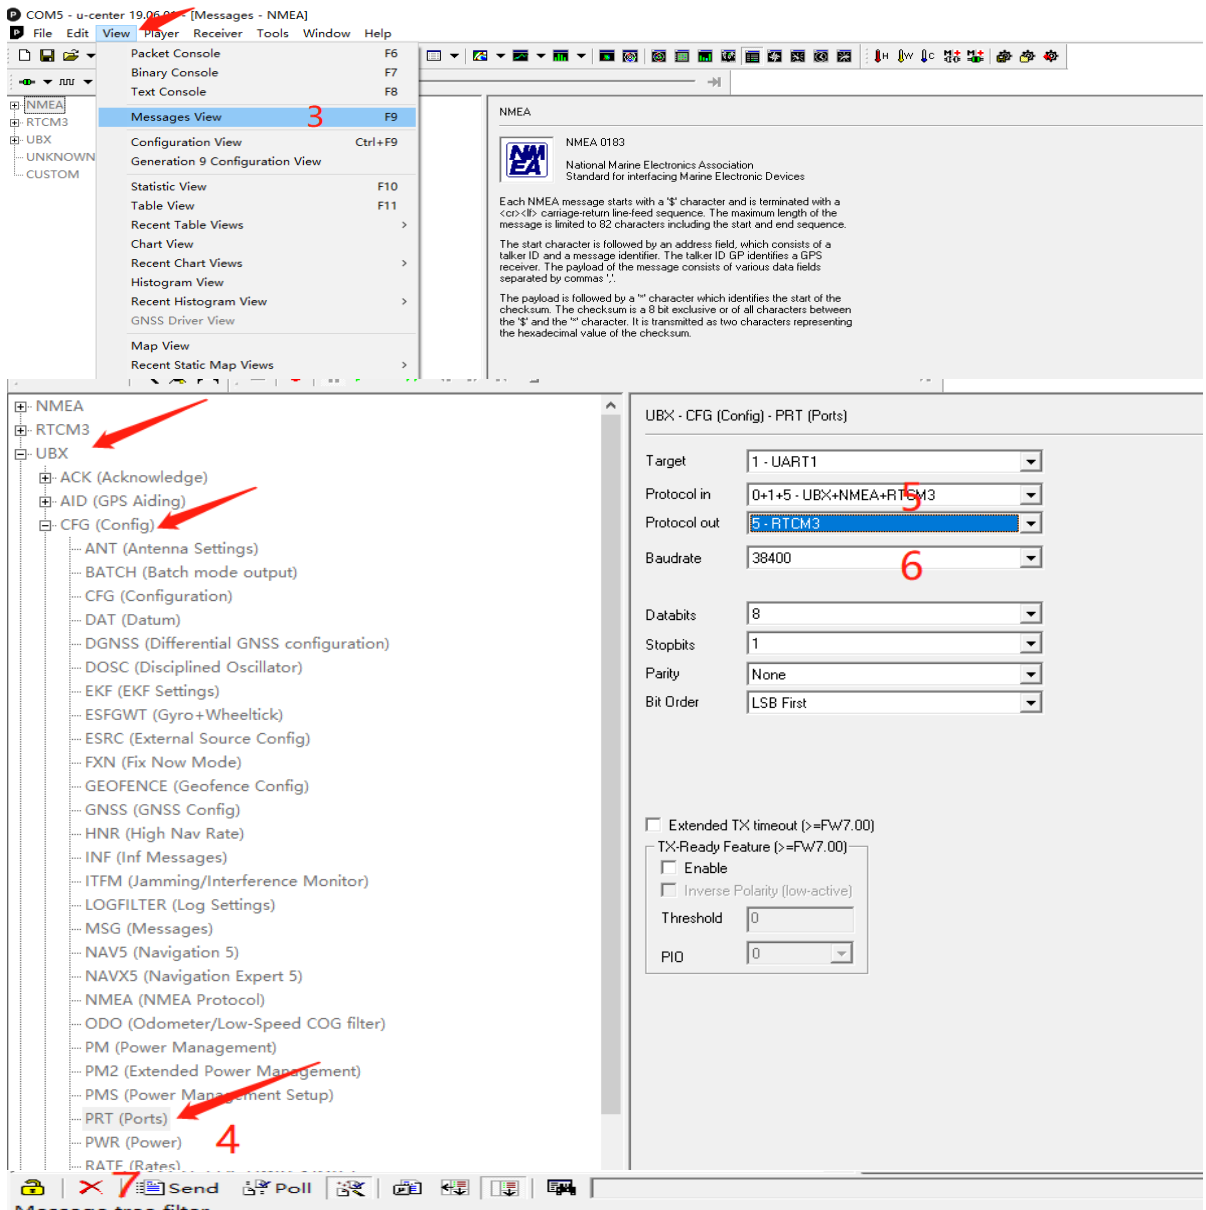 COM5 - u-center 19.06.01 - [Messages - NMEA]
File Edit View Player Receiver Tools Window Help
Packet Console F6
Binary Console F7
Text Console F8
Messages View 3 F9
Configuration View Ctrl+F9
Generation 9 Configuration View
Statistic View F10
Table View F11
Recent Table Views >
Chart View
Recent Chart Views >
Histogram View
Recent Histogram View >
GNSS Driver View
Map View
Recent Static Map Views >
NMEA
RTCM3
UBX
UNKNOWN
CUSTOM
NMEA
NMEA
NMEA 0183
National Marine Electronics Association
Standard for interfacing Marine Electronic Devices
Each NMEA message starts with a '$' character and is terminated with a
<cr><lf> carriage-return line-feed sequence. The maximum length of the
message is limited to 82 characters including the start and end sequence.
The start character is followed by an address field, which consists of a
talker ID and a message identifier. The talker ID GP identifies a GPS
receiver. The payload of the message consists of various data fields
separated by commas ','.
The payload is followed by a '*' character which identifies the start of the
checksum. The checksum is a 8 bit exclusive or of all characters between
the '$' and the '*' character. It is transmitted as two characters representing
the hexadecimal value of the checksum.
NMEA
RTCM3
UBX
ACK (Acknowledge)
AID (GPS Aiding)
CFG (Config)
ANT (Antenna Settings)
BATCH (Batch mode output)
CFG (Configuration)
DAT (Datum)
DGNSS (Differential GNSS configuration)
DOSC (Disciplined Oscillator)
EKF (EKF Settings)
ESFGWT (Gyro+Wheeltick)
ESRC (External Source Config)
FXN (Fix Now Mode)
GEOFENCE (Geofence Config)
GNSS (GNSS Config)
HNR (High Nav Rate)
INF (Inf Messages)
ITFM (Jamming/Interference Monitor)
LOGFILTER (Log Settings)
MSG (Messages)
NAV5 (Navigation 5)
NAVX5 (Navigation Expert 5)
NMEA (NMEA Protocol)
ODO (Odometer/Low-Speed COG filter)
PM (Power Management)
PM2 (Extended Power Management)
PMS (Power Management Setup)
PRT (Ports)
4
PWR (Power)
RATE (Rates)
UBX - CFG (Config) - PRT (Ports)
Target 1 - UART1
Protocol in 0+1+5 - UBX+NMEA+RTCM3
5
Protocol out 5 - RTCM3
Baudrate 38400
6
Databits 8
Stopbits 1
Parity None
Bit Order LSB First
Extended TX timeout (>=FW7.00)
TX-Ready Feature (>=FW7.00)
Enable
Inverse Polarity (low-active)
Threshold 0
PIO 0
7 Send Poll
Message tree filter